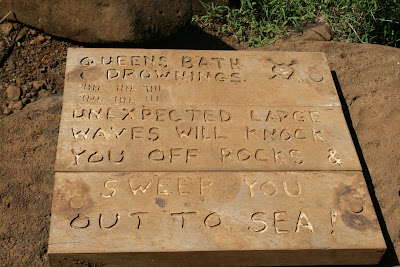 QUEENS BATH
DROWNINGS.
UNEXPECTED LARGE
WAVES WILL KNOCK
YOU OFF ROCKS &
SWEEP YOU
OUT TO SEA!